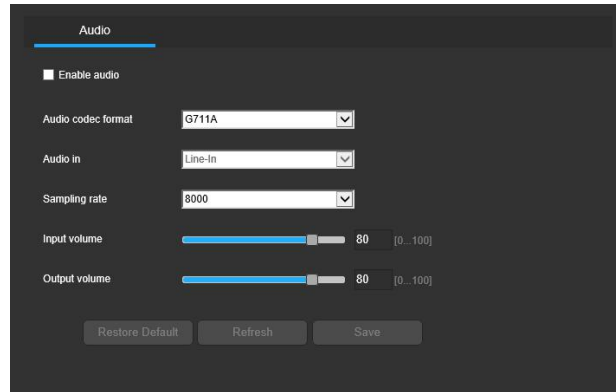 Audio
Enable audio
Audio codec format G711A
Audio in Line-In
Sampling rate 8000
Input volume 80 [0...100]
Output volume 80 [0...100]
Restore Default Refresh Save